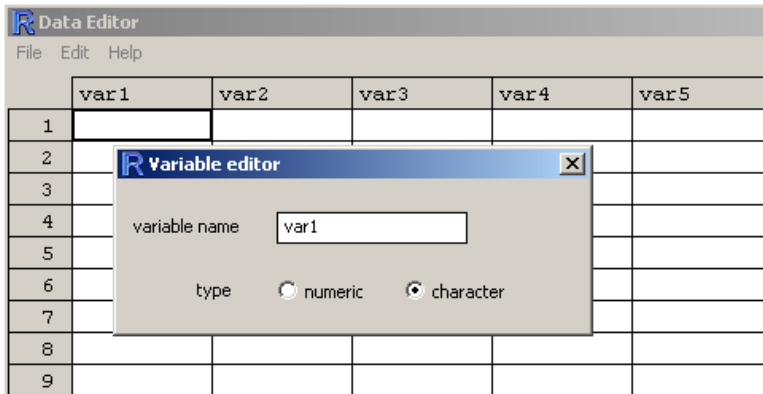 R Data Editor
File Edit Help
var1 var2 var3 var4 var5
1
2
R Variable editor
3
4
variable name var1
5
6
type numeric character
7
8
9